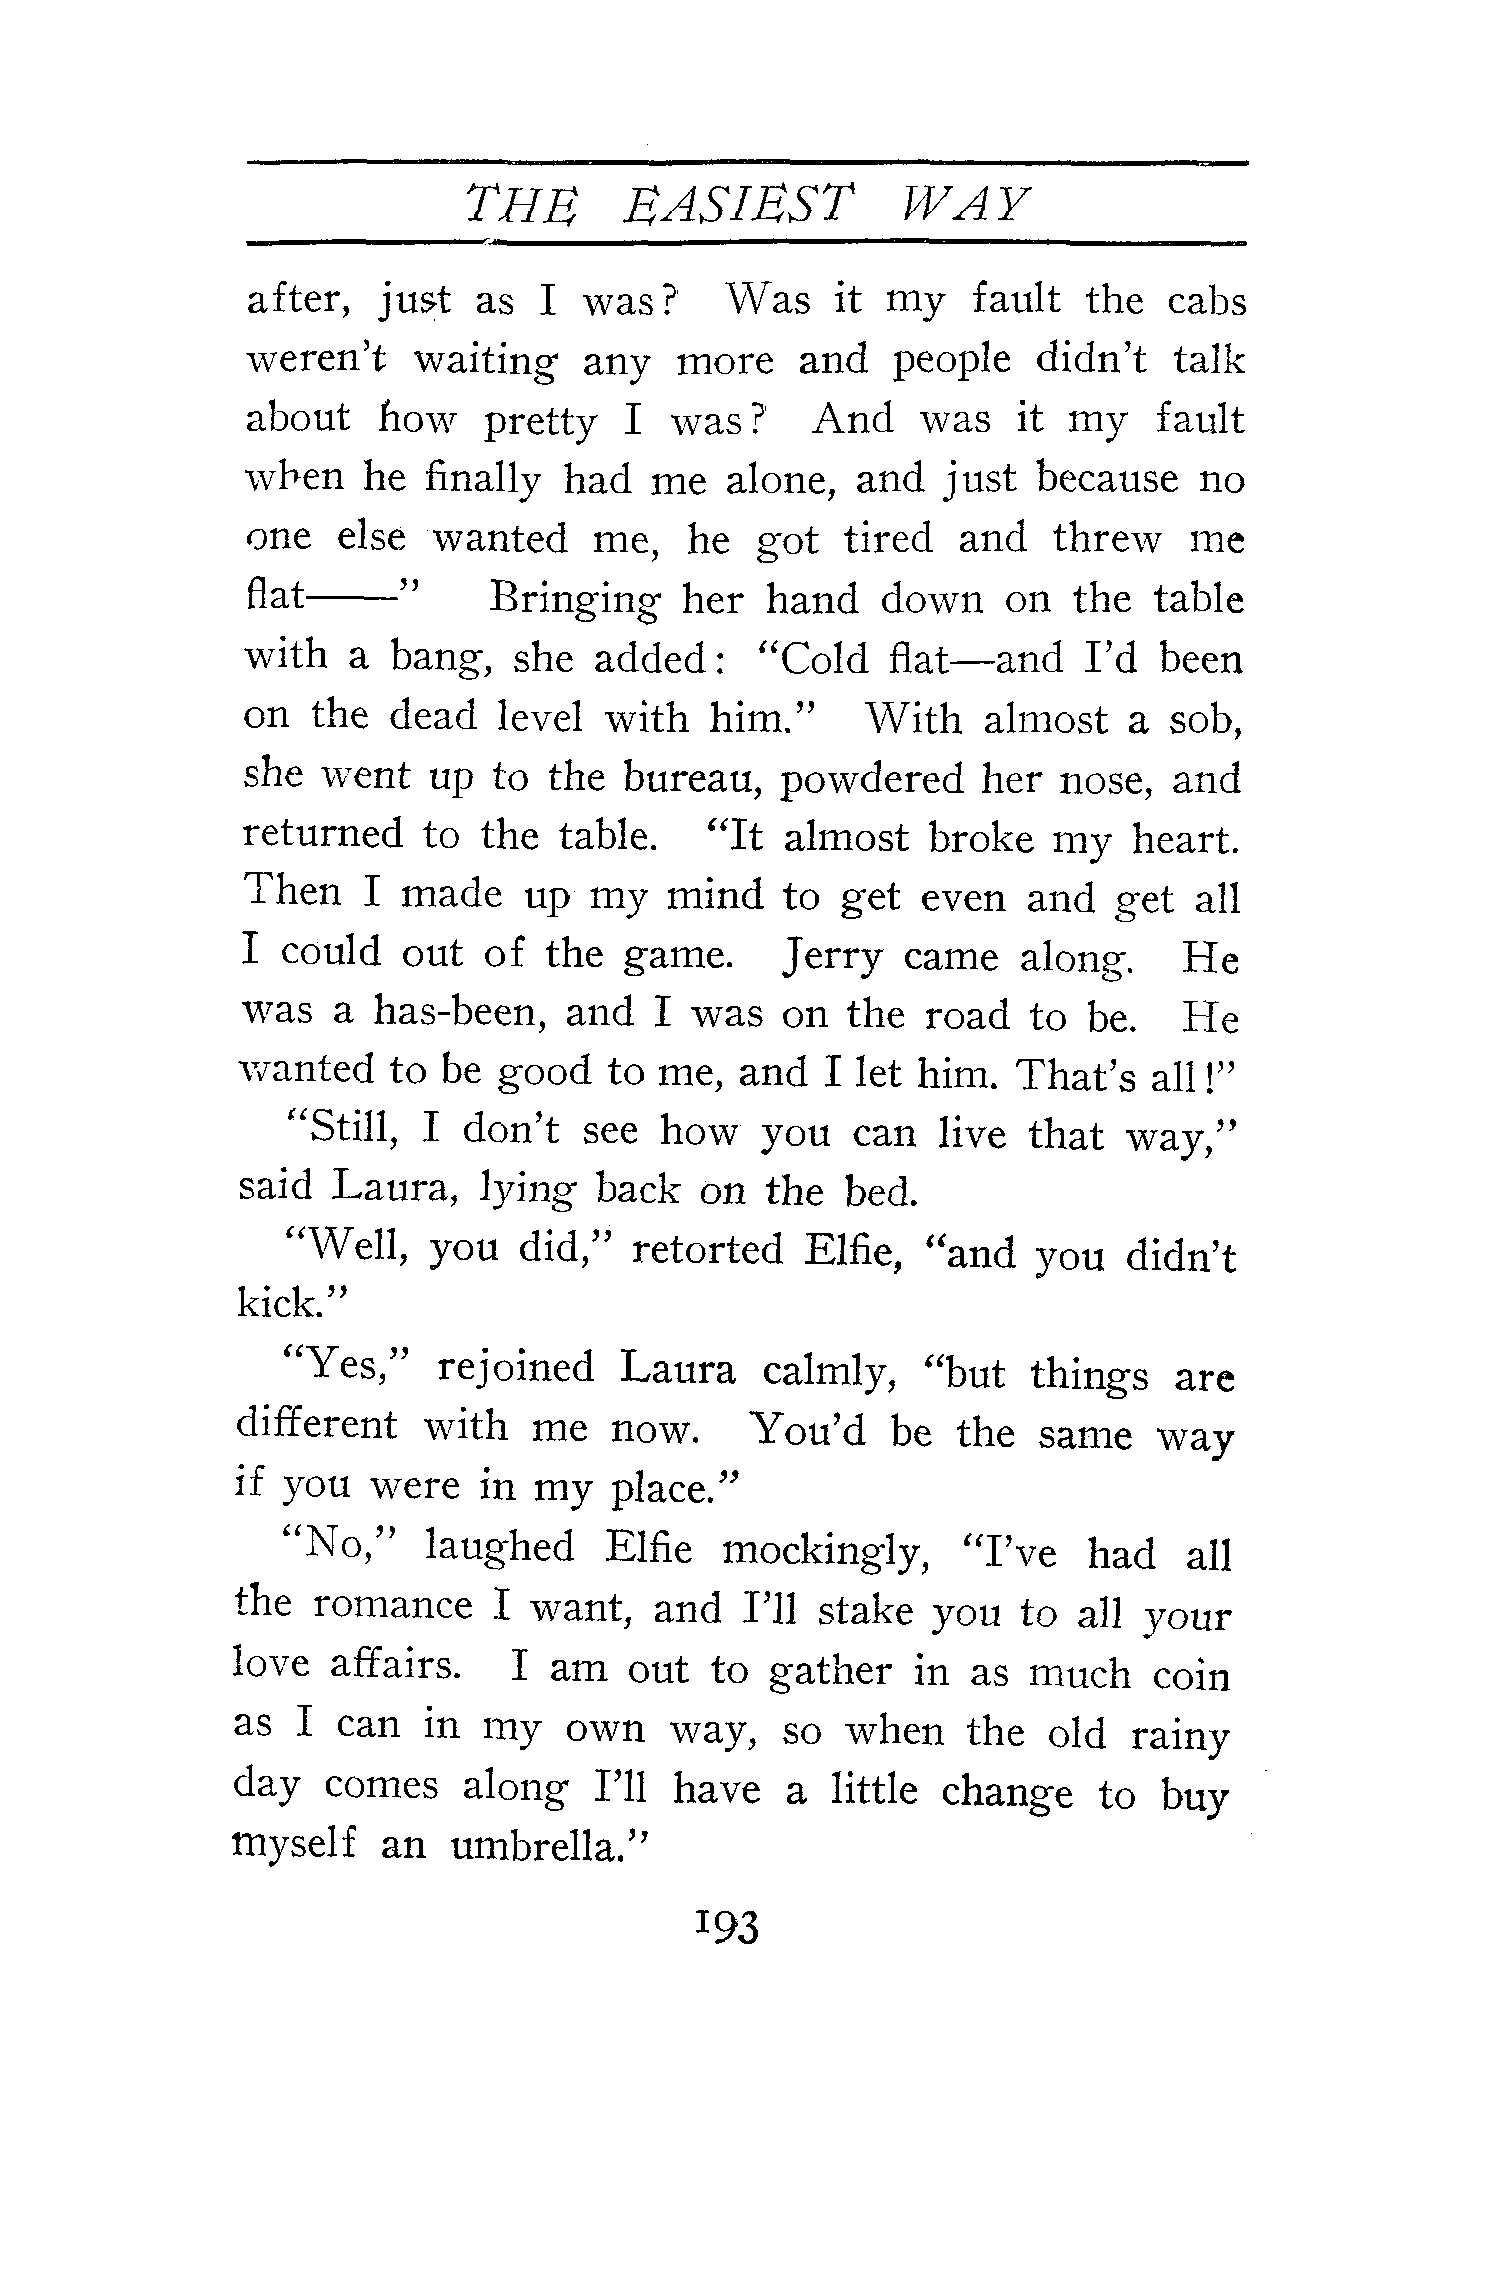 THE EASIEST WAY
after, just as I was? Was it my fault the cabs
weren't waiting any more and people didn't talk
about how pretty I was? And was it my fault
when he finally had me alone, and just because no
one else wanted me, he got tired and threw me
flat——" Bringing her hand down on the table
with a bang, she added: "Cold flat—and I'd been
on the dead level with him." With almost a sob,
she went up to the bureau, powdered her nose, and
returned to the table. "It almost broke my heart.
Then I made up my mind to get even and get all
I could out of the game. Jerry came along. He
was a has-been, and I was on the road to be. He
wanted to be good to me, and I let him. That's all!"
"Still, I don't see how you can live that way,"
said Laura, lying back on the bed.
"Well, you did," retorted Elfie, "and you didn't
kick."
"Yes," rejoined Laura calmly, "but things are
different with me now. You'd be the same way
if you were in my place."
"No," laughed Elfie mockingly, "I've had all
the romance I want, and I'll stake you to all your
love affairs. I am out to gather in as much coin
as I can in my own way, so when the old rainy
day comes along I'll have a little change to buy
myself an umbrella."
193